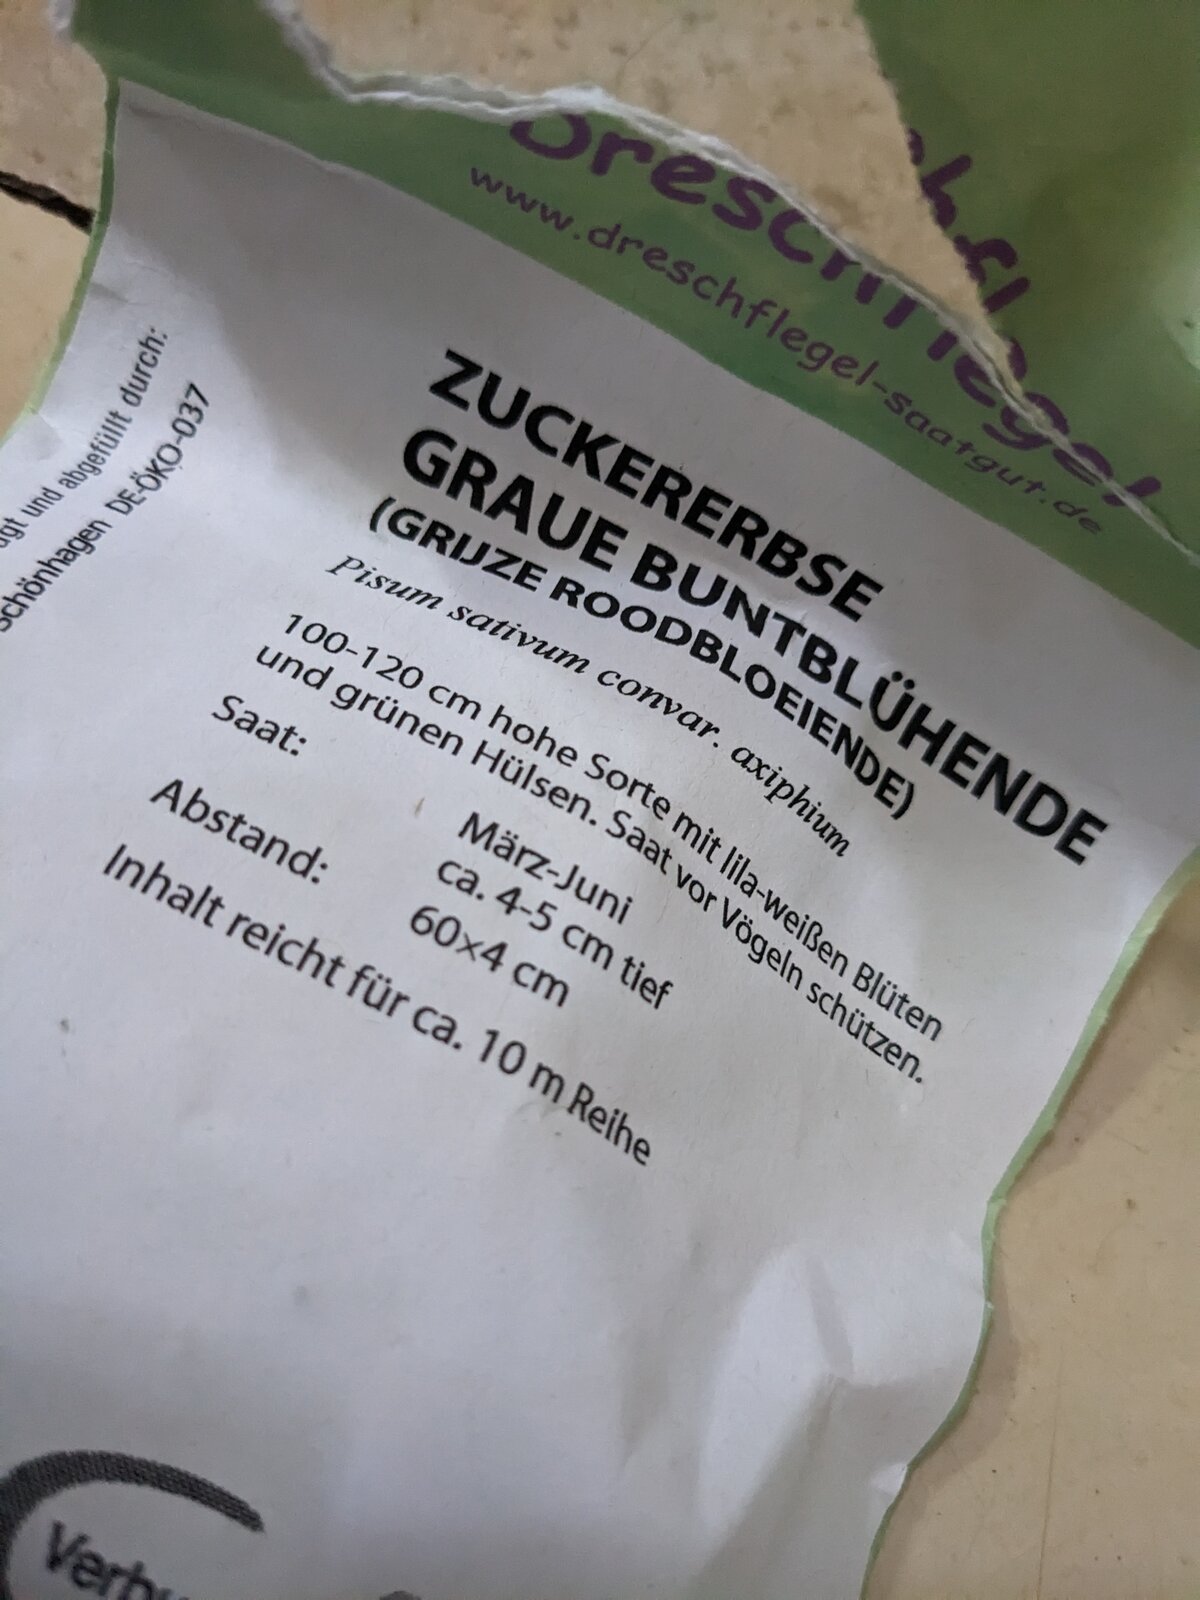 Dreschflegel
www.dreschflegel-saatgut.de
ZUCKERERBSE
GRAUE BUNTBLÜHENDE
(GRIJZE ROODBLOEIENDE)
Pisum sativum convar. axiphium
100-120 cm hohe Sorte mit lila-weißen Blüten
und grünen Hülsen. Saat vor Vögeln schützen.
Saat: März-Juni
ca. 4-5 cm tief
Abstand: 60×4 cm
Inhalt reicht für ca. 10 m Reihe
und abgefüllt durch:
schönhagen DE-ÖKO-037